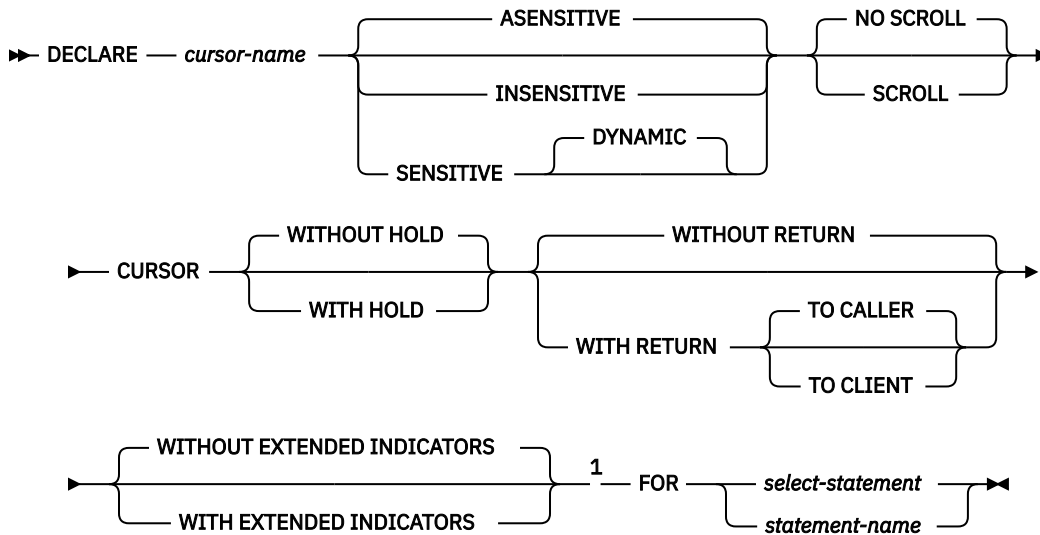 ASENSITIVE NO SCROLL
DECLARE cursor-name
INSENSITIVE SCROLL
DYNAMIC
SENSITIVE
WITHOUT HOLD WITHOUT RETURN
CURSOR
WITH HOLD TO CALLER
WITH RETURN
TO CLIENT
WITHOUT EXTENDED INDICATORS
1 FOR select-statement
WITH EXTENDED INDICATORS statement-name